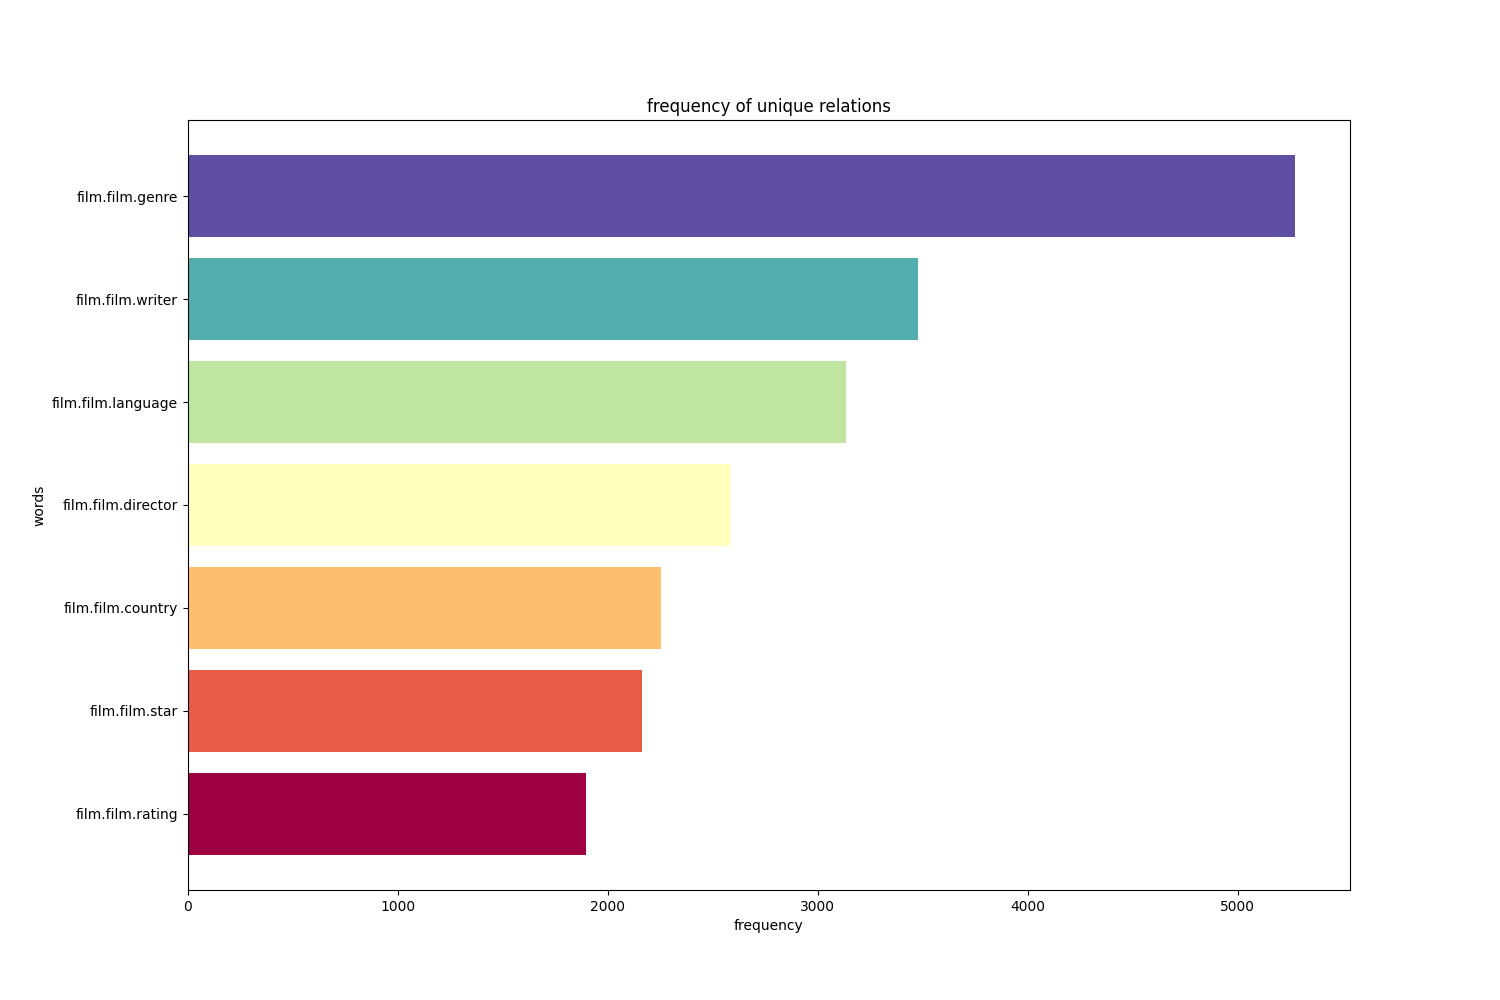 frequency of unique relations
film.film.genre
film.film.writer
film.film.language
film.film.director
film.film.country
film.film.star
film.film.rating
words
0 1000 2000 3000 4000 5000
frequency